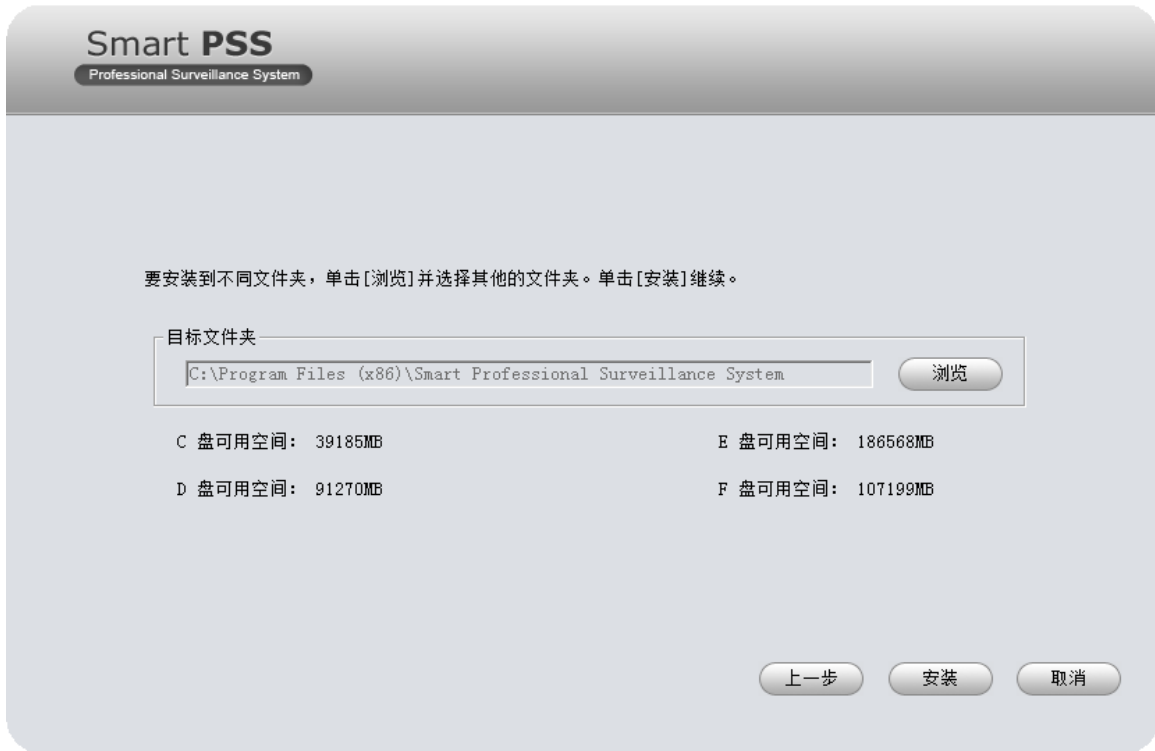 Smart PSS
Professional Surveillance System
要安装到不同文件夹，单击[浏览]并选择其他的文件夹。单击[安装]继续。
目标文件夹
C:\Program Files (x86)\Smart Professional Surveillance System 浏览
C 盘可用空间： 39185MB E 盘可用空间： 186568MB
D 盘可用空间： 91270MB F 盘可用空间： 107199MB
上一步 安装 取消